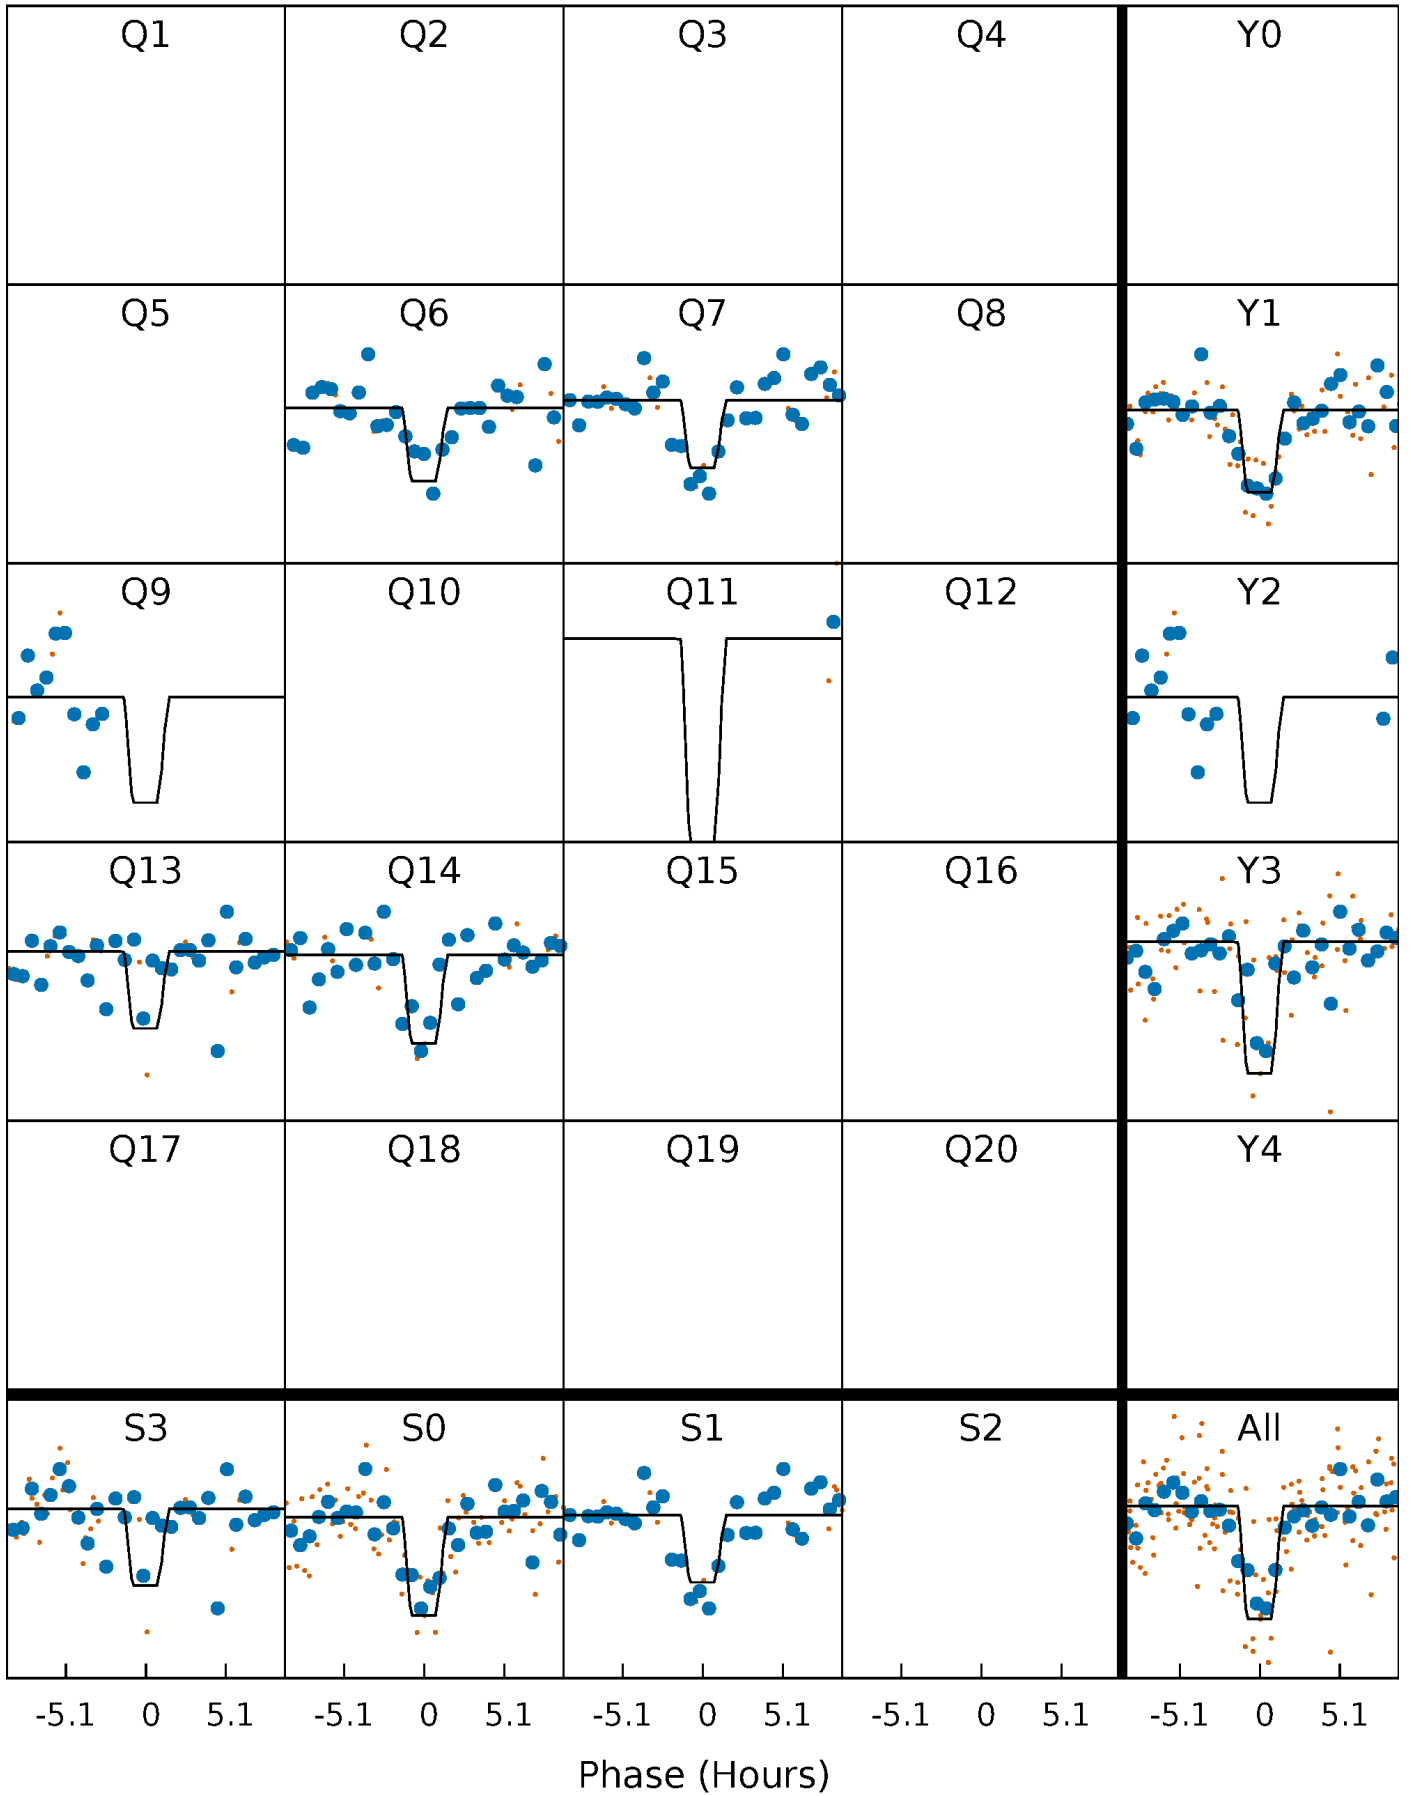 Q1 Q2 Q3 Q4 Y0
Q5 Q6 Q7 Q8 Y1
Q9 Q10 Q11 Q12 Y2
Q13 Q14 Q15 Q16 Y3
Q17 Q18 Q19 Q20 Y4
S3 S0 S1 S2 All
-5.1 0 5.1 -5.1 0 5.1 -5.1 0 5.1 -5.1 0 5.1 -5.1 0 5.1
Phase (Hours)